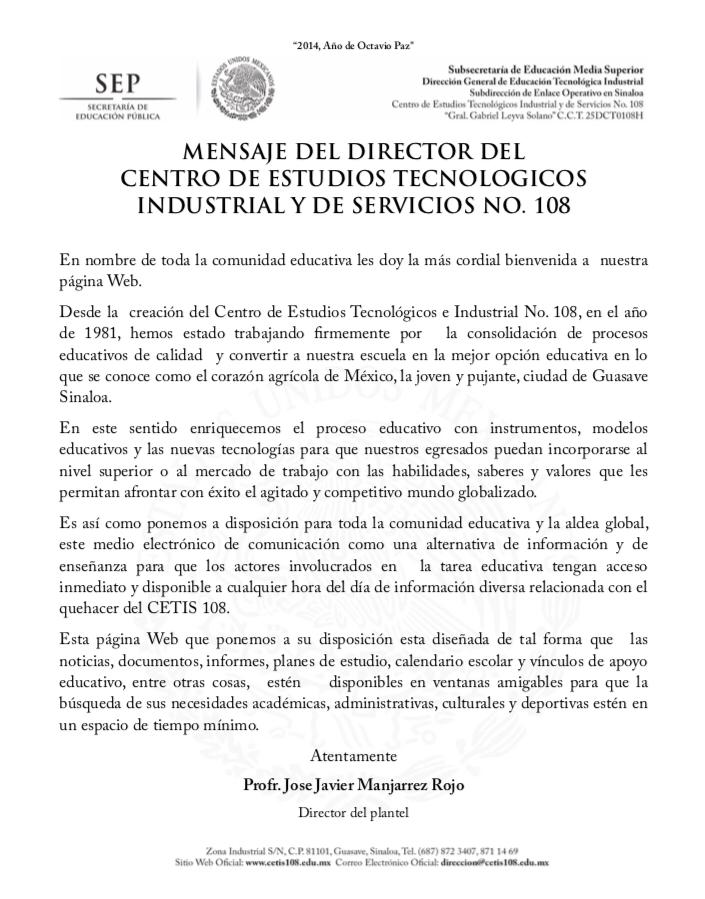 “2014, Año de Octavio Paz”
SEP
SECRETARÍA DE
EDUCACIÓN PÚBLICA
ESTADOS UNIDOS MEXICANOS
Subsecretaría de Educación Media Superior
Dirección General de Educación Tecnológica Industrial
Subdirección de Enlace Operativo en Sinaloa
Centro de Estudios Tecnológicos Industrial y de Servicios No. 108
"Gral. Gabriel Leyva Solano" C.C.T. 25DCT0108H
MENSAJE DEL DIRECTOR DEL
CENTRO DE ESTUDIOS TECNOLOGICOS
INDUSTRIAL Y DE SERVICIOS NO. 108
En nombre de toda la comunidad educativa les doy la más cordial bienvenida a nuestra
página Web.
Desde la creación del Centro de Estudios Tecnológicos e Industrial No. 108, en el año
de 1981, hemos estado trabajando firmemente por la consolidación de procesos
educativos de calidad y convertir a nuestra escuela en la mejor opción educativa en lo
que se conoce como el corazón agrícola de México, la joven y pujante, ciudad de Guasave
Sinaloa.
En este sentido enriquecemos el proceso educativo con instrumentos, modelos
educativos y las nuevas tecnologías para que nuestros egresados puedan incorporarse al
nivel superior o al mercado de trabajo con las habilidades, saberes y valores que les
permitan afrontar con éxito el agitado y competitivo mundo globalizado.
Es así como ponemos a disposición para toda la comunidad educativa y la aldea global,
este medio electrónico de comunicación como una alternativa de información y de
enseñanza para que los actores involucrados en la tarea educativa tengan acceso
inmediato y disponible a cualquier hora del día de información diversa relacionada con el
quehacer del CETIS 108.
Esta página Web que ponemos a su disposición esta diseñada de tal forma que las
noticias, documentos, informes, planes de estudio, calendario escolar y vínculos de apoyo
educativo, entre otras cosas, estén disponibles en ventanas amigables para que la
búsqueda de sus necesidades académicas, administrativas, culturales y deportivas estén en
un espacio de tiempo mínimo.
Atentamente
Profr. Jose Javier Manjarrez Rojo
Director del plantel
Zona Industrial S/N, C.P. 81101, Guasave, Sinaloa, Tel. (687) 872 3407, 871 14 69
Sitio Web Oficial: www.cetis108.edu.mx Correo Electrónico Oficial: direccion@cetis108.edu.mx